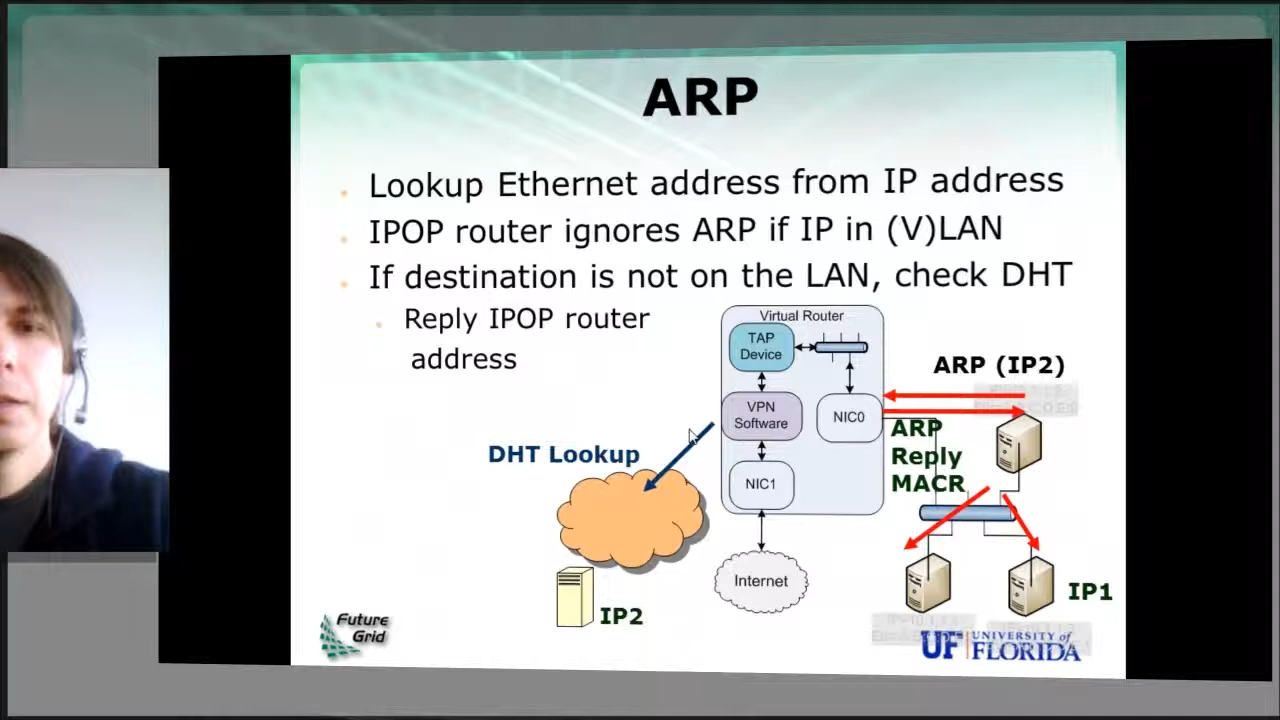 ARP
Lookup Ethernet address from IP address
IPOP router ignores ARP if IP in (V)LAN
If destination is not on the LAN, check DHT
Reply IPOP router
address
Virtual Router
TAP
Device
VPN
Software
NIC0
NIC1
Internet
DHT Lookup
IP2
ARP (IP2)
ARP
Reply
MACR
IP1
Future
Grid
UF UNIVERSITY of
FLORIDA